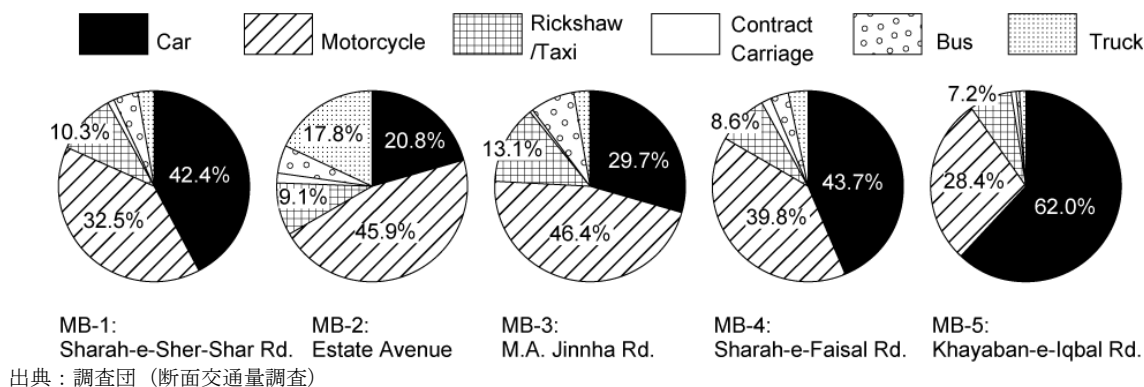 Car
Motorcycle
Rickshaw
/Taxi
Contract
Carriage
Bus
Truck
10.3%
42.4%
32.5%
17.8%
20.8%
9.1%
45.9%
13.1%
29.7%
46.4%
8.6%
43.7%
39.8%
7.2%
28.4%
62.0%
MB-1:
Sharah-e-Sher-Shar Rd.
MB-2:
Estate Avenue
MB-3:
M.A. Jinnha Rd.
MB-4:
Sharah-e-Faisal Rd.
MB-5:
Khayaban-e-Iqbal Rd.
出典：調査団（断面交通量調査）